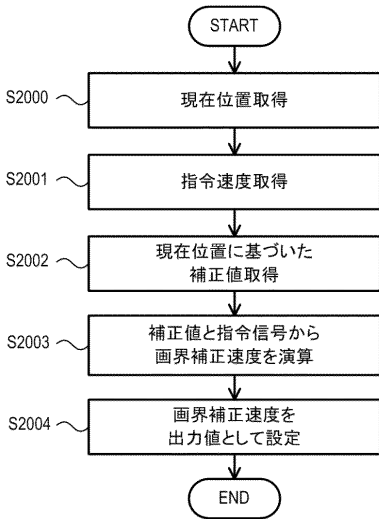 START
S2000
現在位置取得
S2001
指令速度取得
S2002
現在位置に基づいた
補正値取得
S2003
補正値と指令信号から
画界補正速度を演算
S2004
画界補正速度を
出力値として設定
END